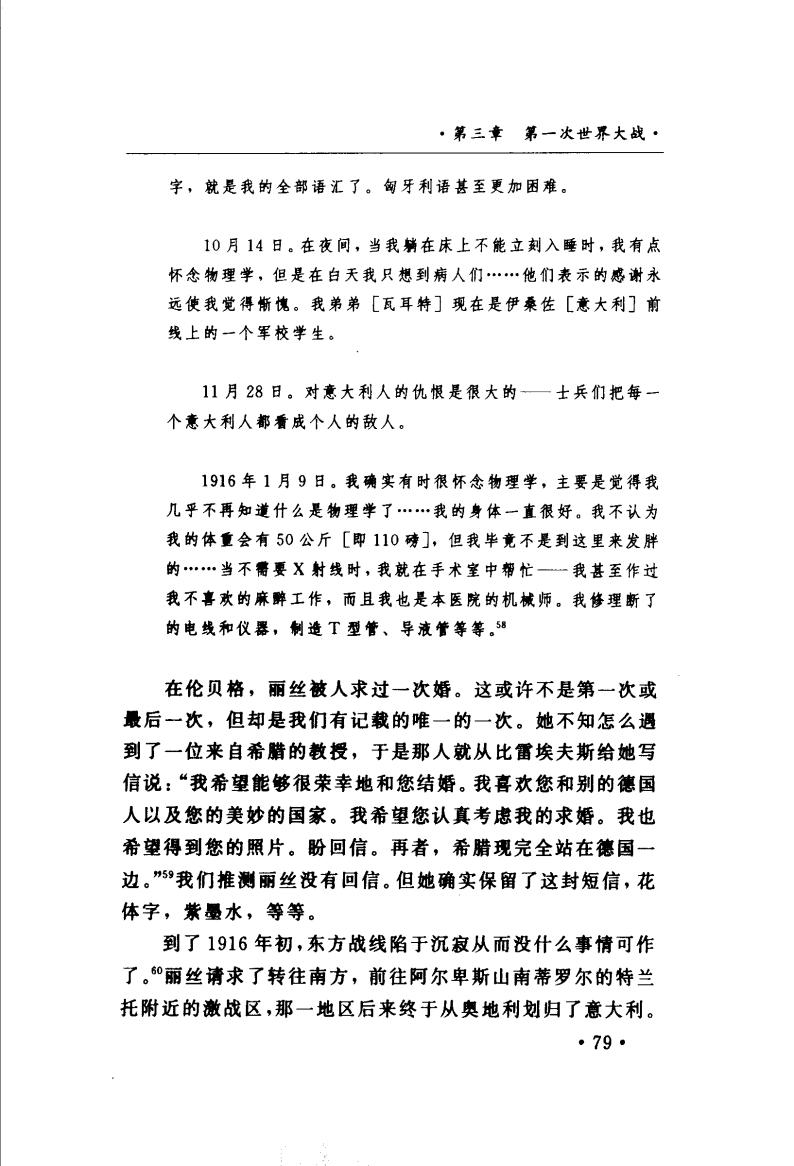 ·第三章 第一次世界大战·
字，就是我的全部语汇了。匈牙利语甚至更加困难。
10月14日。在夜间，当我躺在床上不能立刻入睡时，我有点
怀念物理学，但是在白天我只想到病人们……他们表示的感谢永
远使我觉得惭愧。我弟弟［瓦耳特］现在是伊桑佐［意大利］前
线上的一个军校学生。
11月28日。对意大利人的仇恨是很大的——士兵们把每一
个意大利人都看成个人的敌人。
1916年1月9日。我确实有时很怀念物理学，主要是觉得我
几乎不再知道什么是物理学了……我的身体一直很好。我不认为
我的体重会有50公斤［即110磅］，但我毕竟不是到这里来发胖
的……当不需要X射线时，我就在手术室中帮忙——我甚至作过
我不喜欢的麻醉工作，而且我也是本医院的机械师。我修理断了
的电线和仪器，制造T型管、导液管等等。58
在伦贝格，丽丝被人求过一次婚。这或许不是第一次或
最后一次，但却是我们有记载的唯一的一次。她不知怎么遇
到了一位来自希腊的教授，于是那人就从比雷埃夫斯给她写
信说：“我希望能够很荣幸地和您结婚。我喜欢您和别的德国
人以及您的美妙的国家。我希望您认真考虑我的求婚。我也
希望得到您的照片。盼回信。再者，希腊现完全站在德国一
边。”59我们推测丽丝没有回信。但她确实保留了这封短信，花
体字，紫墨水，等等。
到了1916年初，东方战线陷于沉寂从而没什么事情可作
了。60丽丝请求了转往南方，前往阿尔卑斯山南蒂罗尔的特兰
托附近的激战区，那一地区后来终于从奥地利划归了意大利。
·79·